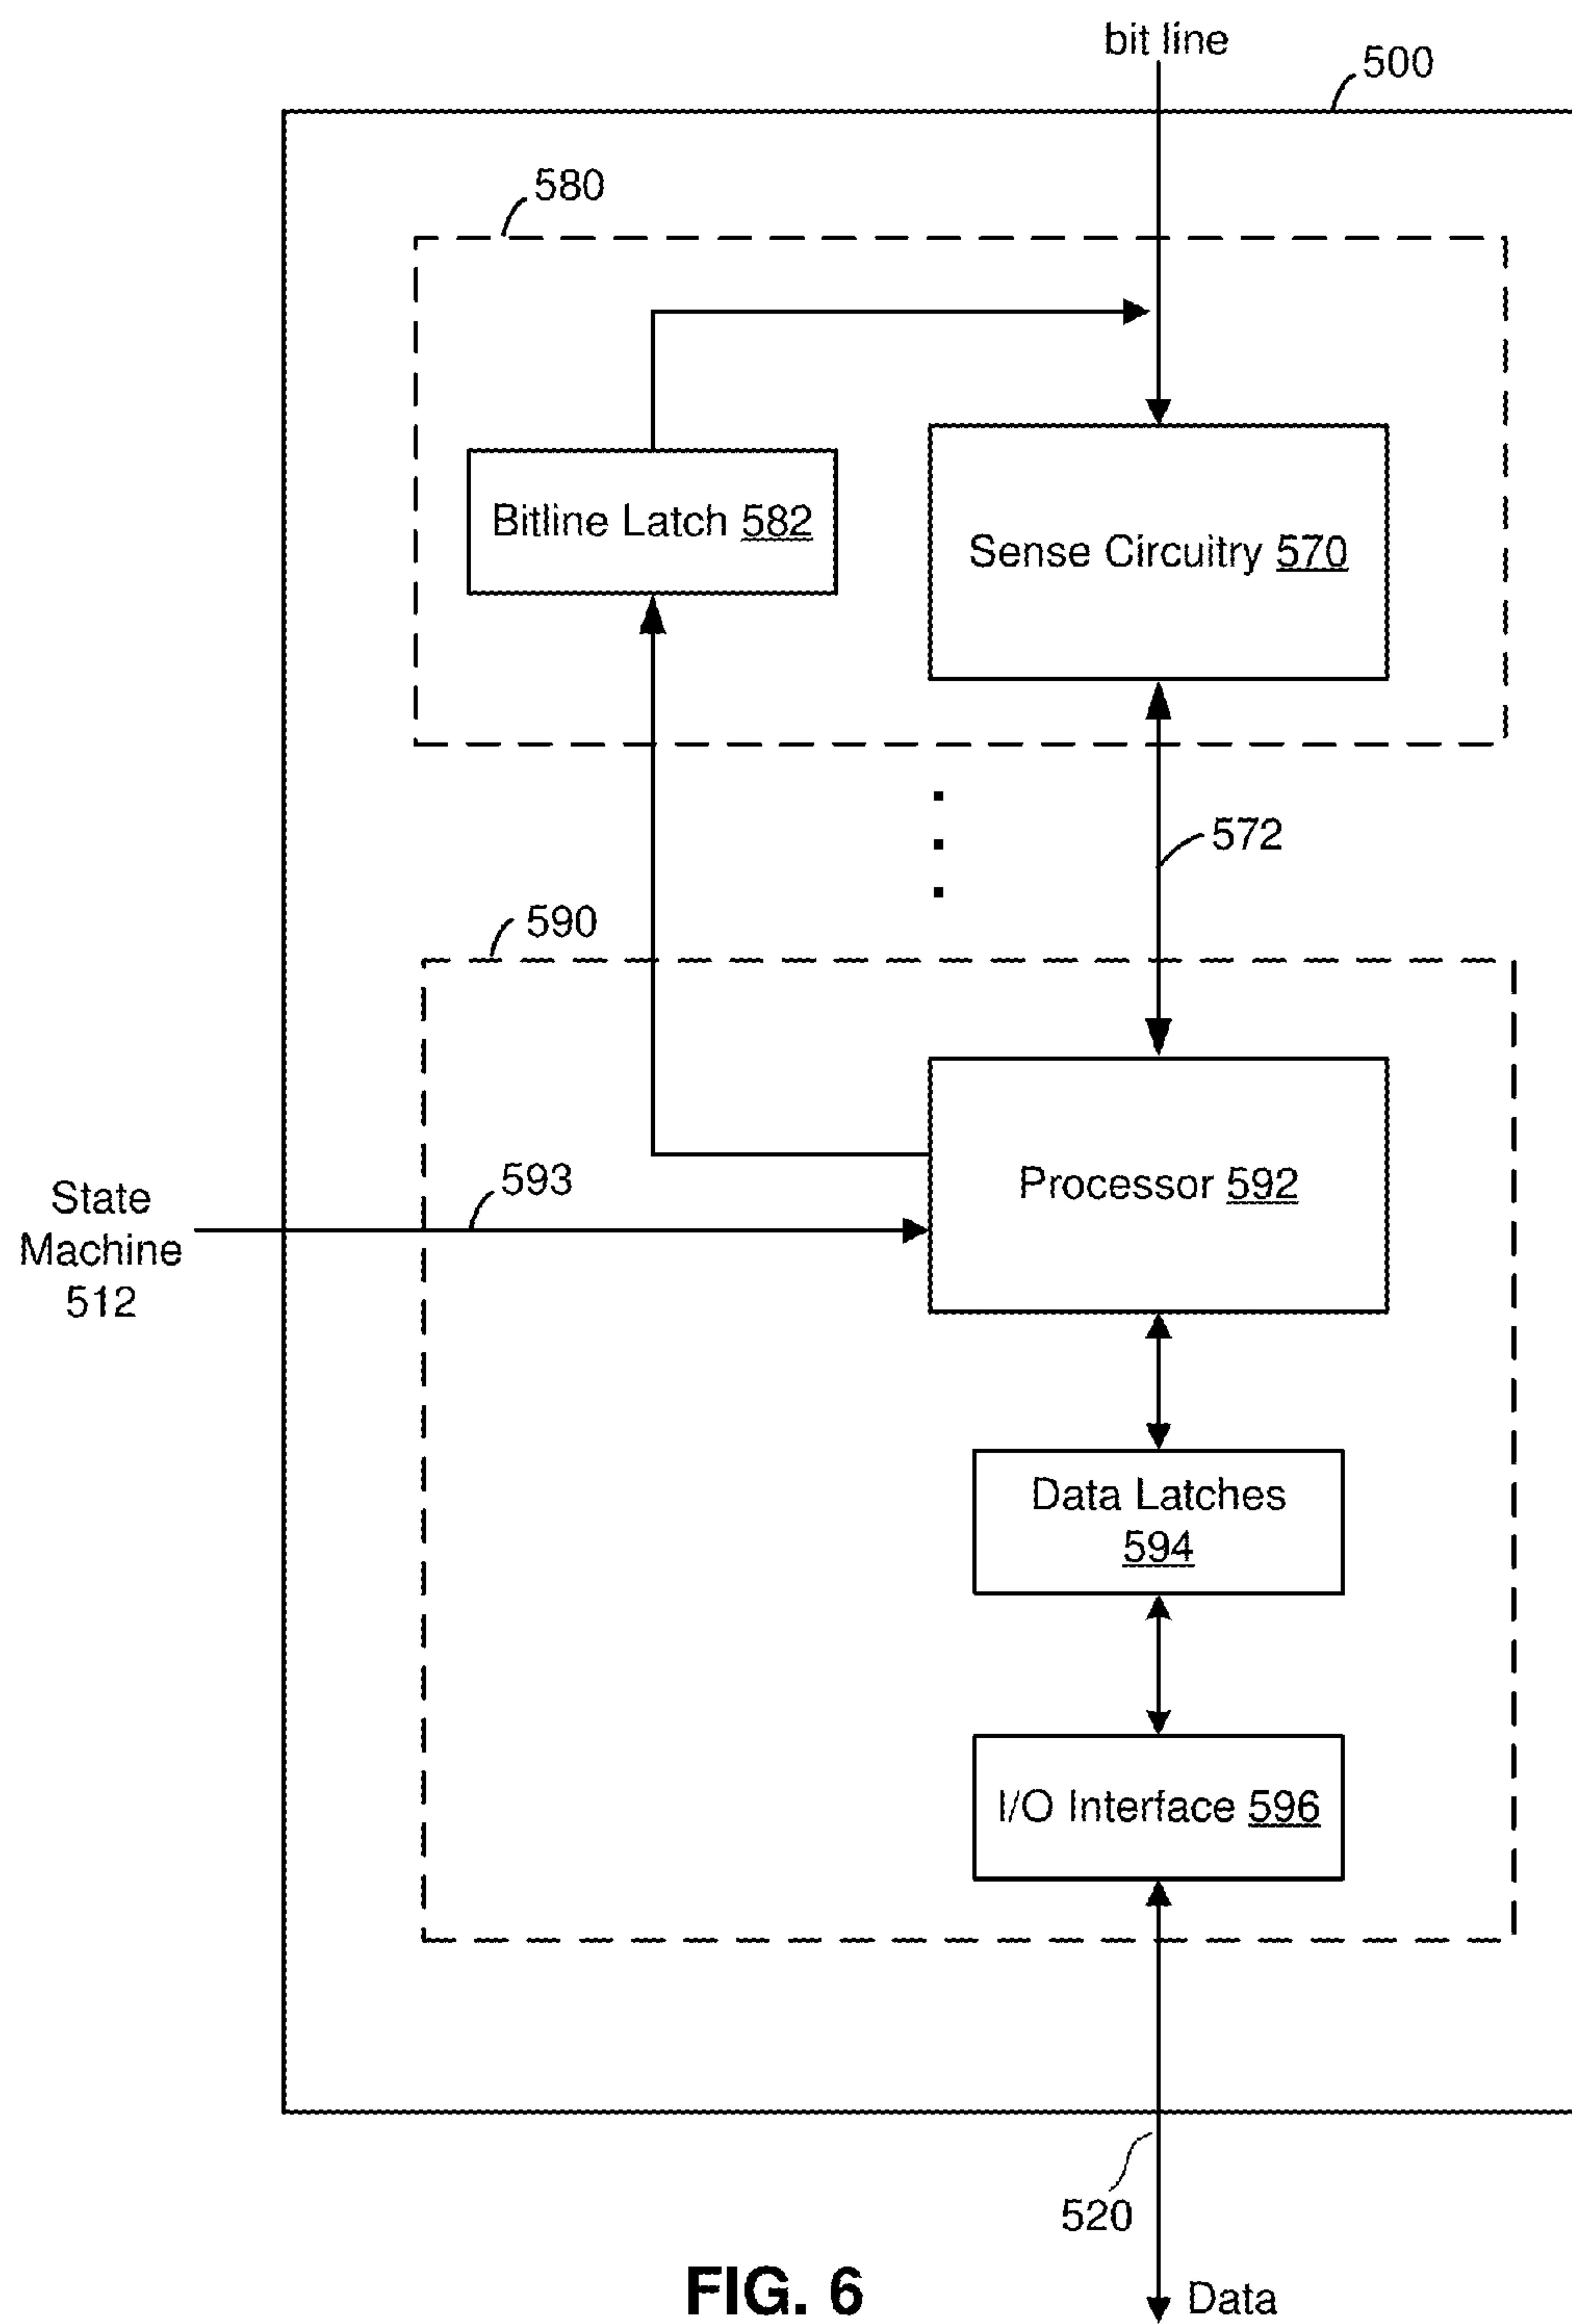 bit line
500
580
Bitline Latch 582
Sense Circuitry 570
572
590
593
State
Machine
512
Processor 592
Data Latches
594
I/O Interface 596
520
FIG. 6
Data